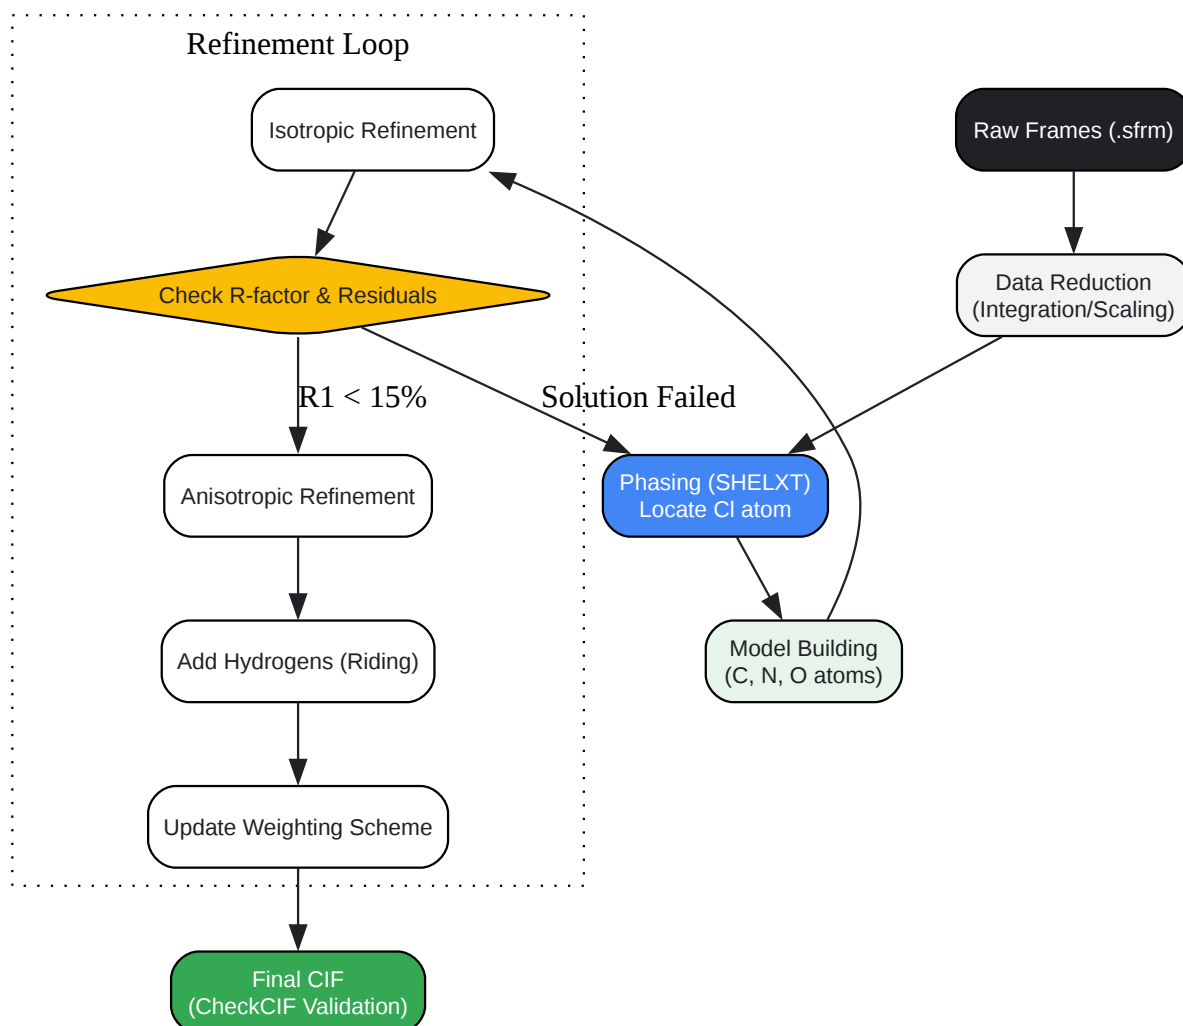 Refinement Loop
Isotropic Refinement
Raw Frames (.sfrm)
Check R-factor & Residuals
Data Reduction
(Integration/Scaling)
R1 < 15%
Solution Failed
Anisotropic Refinement
Phasing (SHELXT)
Locate Cl atom
Add Hydrogens (Riding)
Model Building
(C, N, O atoms)
Update Weighting Scheme
Final CIF
(CheckCIF Validation)